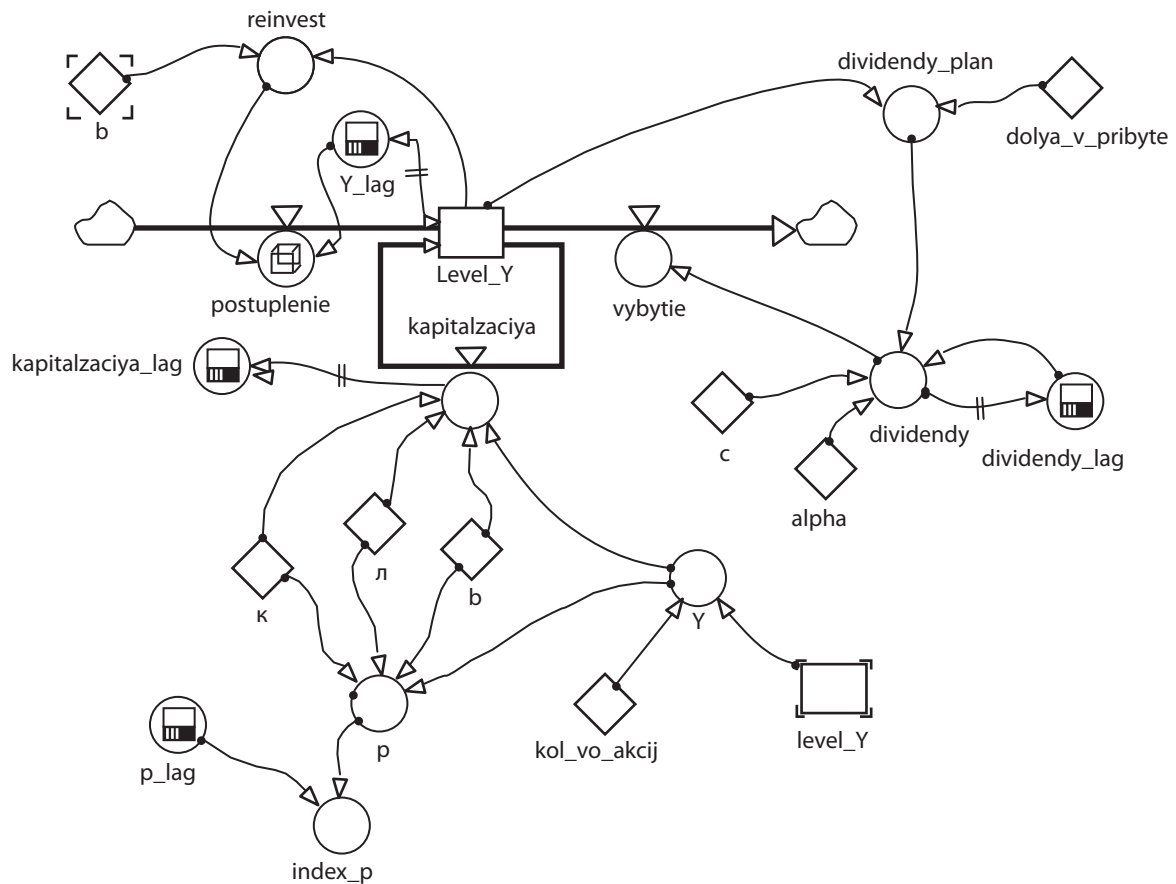 reinvest
dividendy_plan
b
dolya_v_pribyte
Y_lag
Level_Y
postuplenie
vybytie
kapitalzaciya
kapitalzaciya_lag
dividendy
dividendy_lag
c
alpha
л
b
к
Y
p
kol_vo_akcij
level_Y
p_lag
index_p